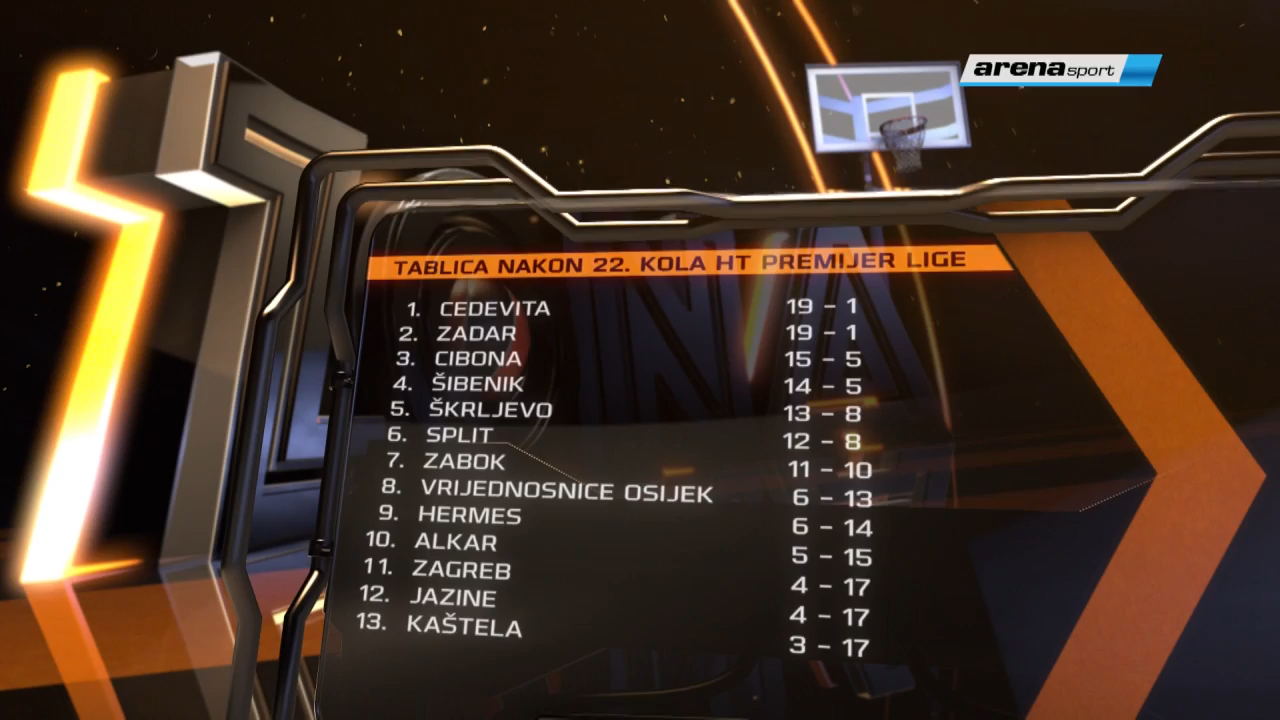 arena sport
TABLICA NAKON 22. KOLA HT PREMIJER LIGE
1. CEDEVITA 19 - 1
2. ZADAR 19 - 1
3. CIBONA 15 - 5
4. ŠIBENIK 14 - 5
5. ŠKRLJEVO 13 - 8
6. SPLIT 12 - 8
7. ZABOK 11 - 10
8. VRIJEDNOSNICE OSIJEK 6 - 13
9. HERMES 6 - 14
10. ALKAR 5 - 15
11. ZAGREB 4 - 17
12. JAZINE 4 - 17
13. KAŠTELA 3 - 17